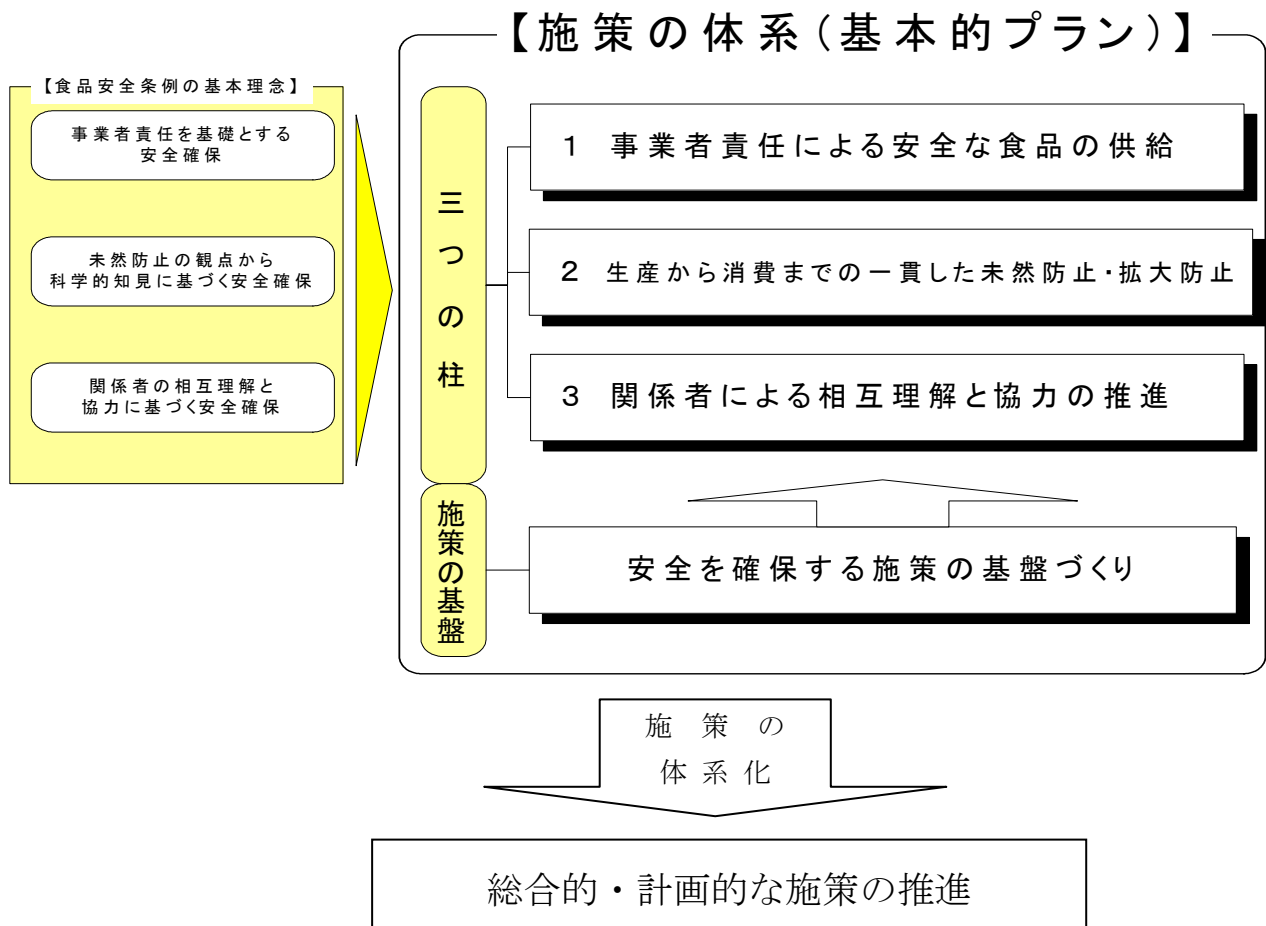 【施策の体系(基本的プラン)】
【食品安全条例の基本理念】
事業者責任を基礎とする
安全確保
未然防止の観点から
科学的知見に基づく安全確保
関係者の相互理解と
協力に基づく安全確保
三つの柱
1 事業者責任による安全な食品の供給
2 生産から消費までの一貫した未然防止・拡大防止
3 関係者による相互理解と協力の推進
施策の基盤
安全を確保する施策の基盤づくり
施策の
体系化
総合的・計画的な施策の推進